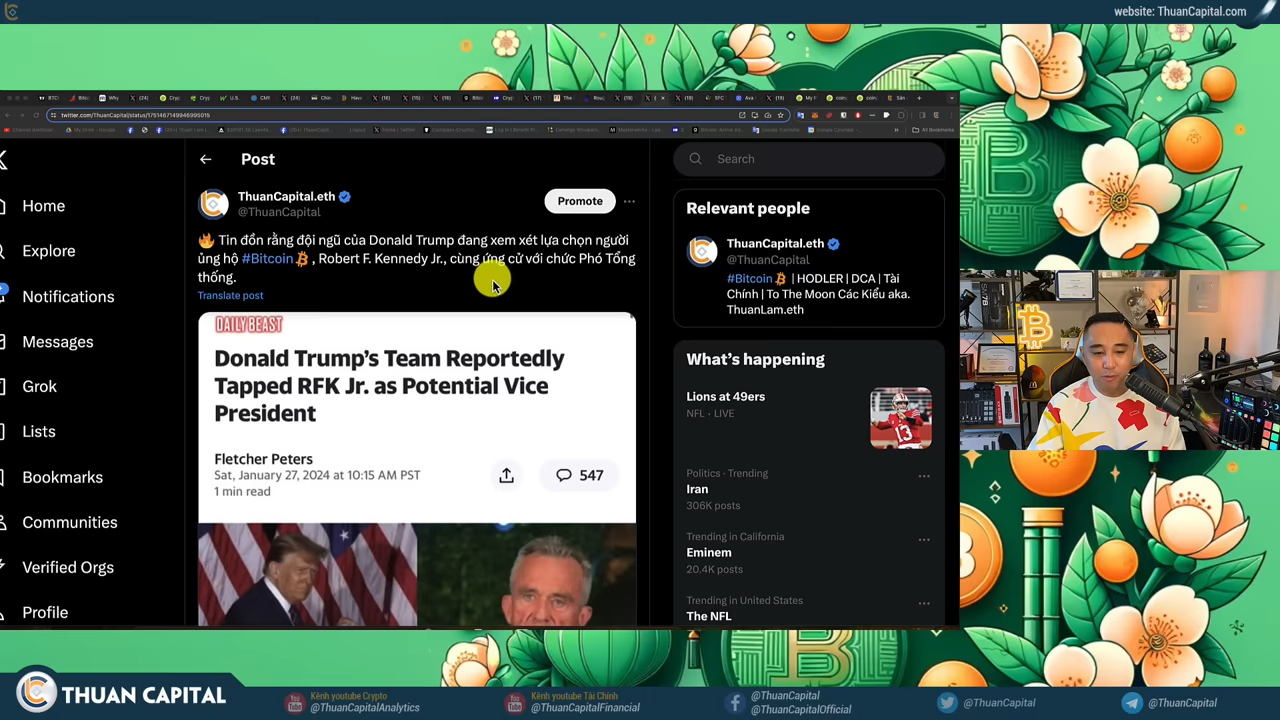 website: ThuanCapital.com
twitter.com/ThuanCapital/status/1751467149946995015
All Bookmarks
Home
Explore
Notifications
Messages
Grok
Lists
Bookmarks
Communities
Verified Orgs
Profile
Post
ThuanCapital.eth
@ThuanCapital
Promote
Tin đồn rằng đội ngũ của Donald Trump đang xem xét lựa chọn người
ủng hộ #Bitcoin, Robert F. Kennedy Jr., cùng ứng cử với chức Phó Tổng
thống.
Translate post
DAILY BEAST
Donald Trump's Team Reportedly
Tapped RFK Jr. as Potential Vice
President
Fletcher Peters
Sat, January 27, 2024 at 10:15 AM PST
1 min read
547
Search
Relevant people
ThuanCapital.eth
@ThuanCapital
#Bitcoin | HODLER | DCA | Tài
Chính | To The Moon Các Kiểu aka.
ThuanLam.eth
What's happening
Lions at 49ers
NFL · LIVE
Politics · Trending
Iran
306K posts
Trending in California
Eminem
20.4K posts
Trending in United States
The NFL
THUAN CAPITAL
Kênh youtube Crypto
@ThuanCapitalAnalytics
Kênh youtube Tài Chính
@ThuanCapitalFinancial
@ThuanCapital
@ThuanCapitalOfficial
@ThuanCapital
@ThuanCapital